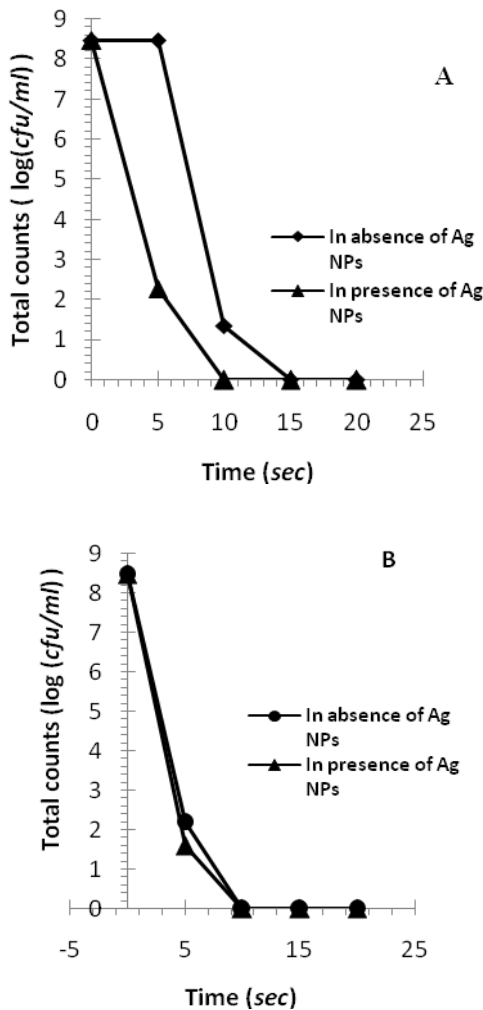 A
Total counts ( log(cfu/ml) )
9
8
7
6
5
4
3
2
1
0
In absence of Ag
NPs
In presence of Ag
NPs
0 5 10 15 20 25
Time (sec)
B
Total counts (log (cfu/ml) )
9
8
7
6
5
4
3
2
1
0
In absence of Ag
NPs
In presence of Ag
NPs
-5 5 15 25
Time (sec)